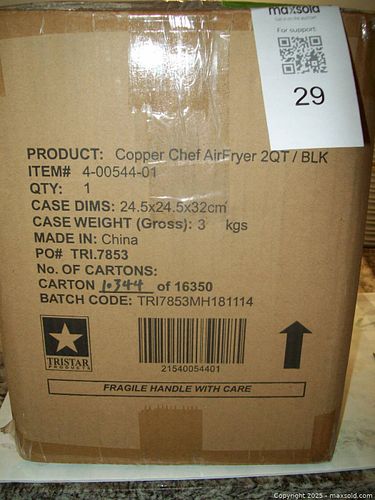 maxsold
For support:
29
PRODUCT: Copper Chef AirFryer 2QT / BLK
ITEM# 4-00544-01
QTY: 1
CASE DIMS: 24.5x24.5x32cm
CASE WEIGHT (Gross): 3 kgs
MADE IN: China
PO# TRI.7853
No. OF CARTONS:
CARTON 10344 of 16350
BATCH CODE: TRI7853MH181114
TRISTAR
PRODUCTS
21540054401
FRAGILE HANDLE WITH CARE
Copyright 2025 - maxsold.com